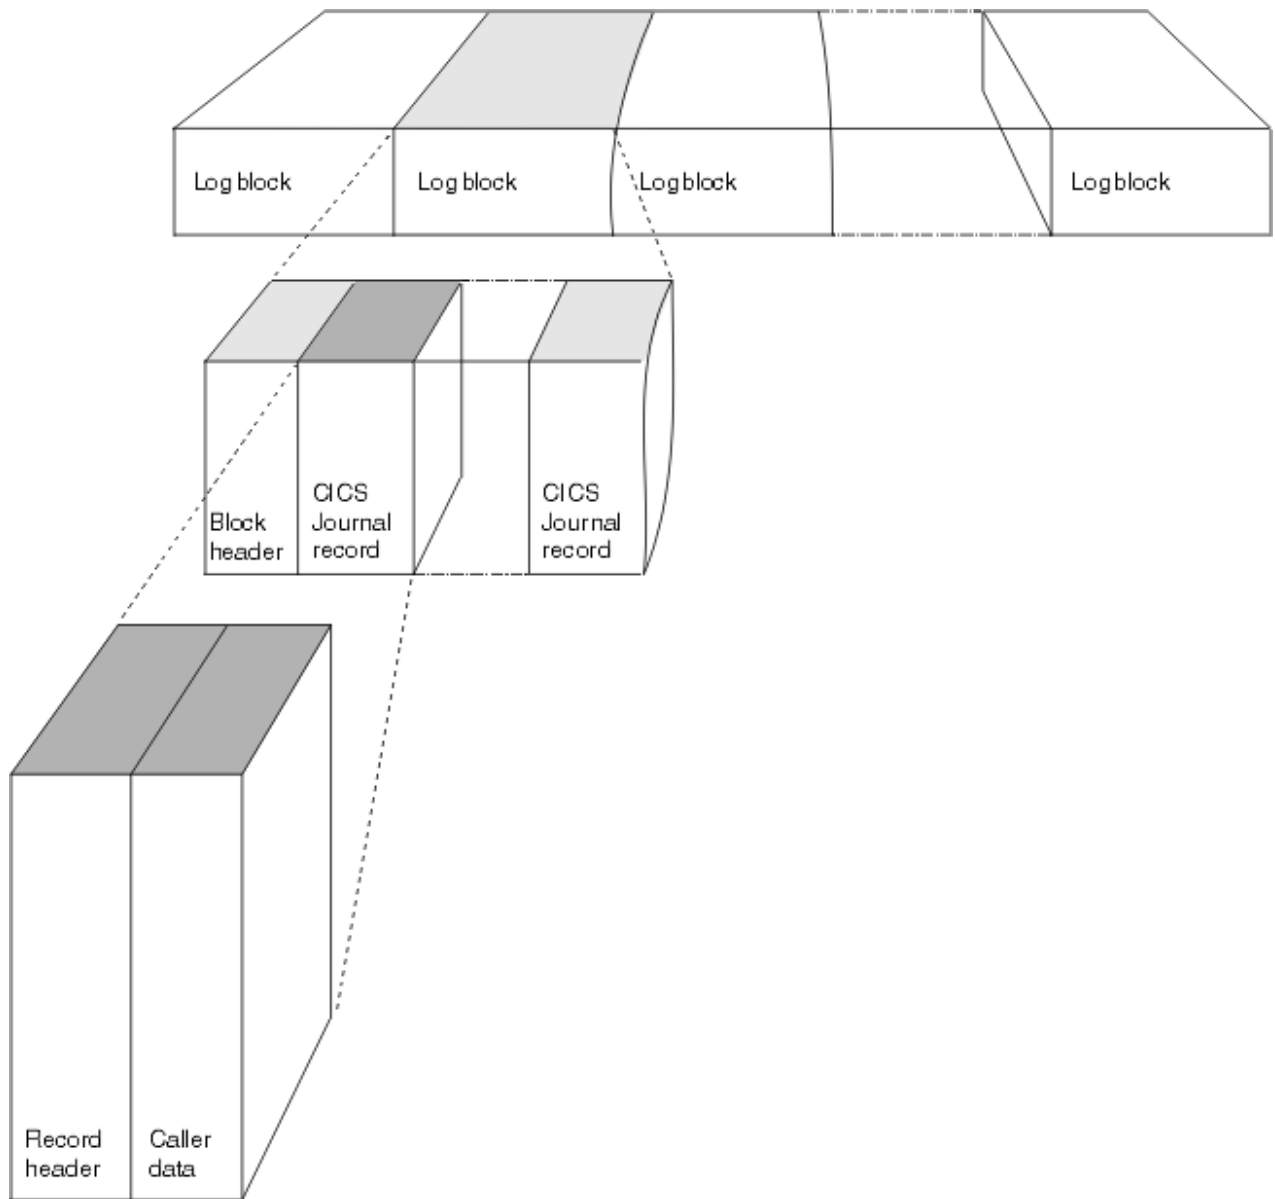 Log block
Log block
Log block
Log block
Block
header
CICS
Journal
record
CICS
Journal
record
Record
header
Caller
data